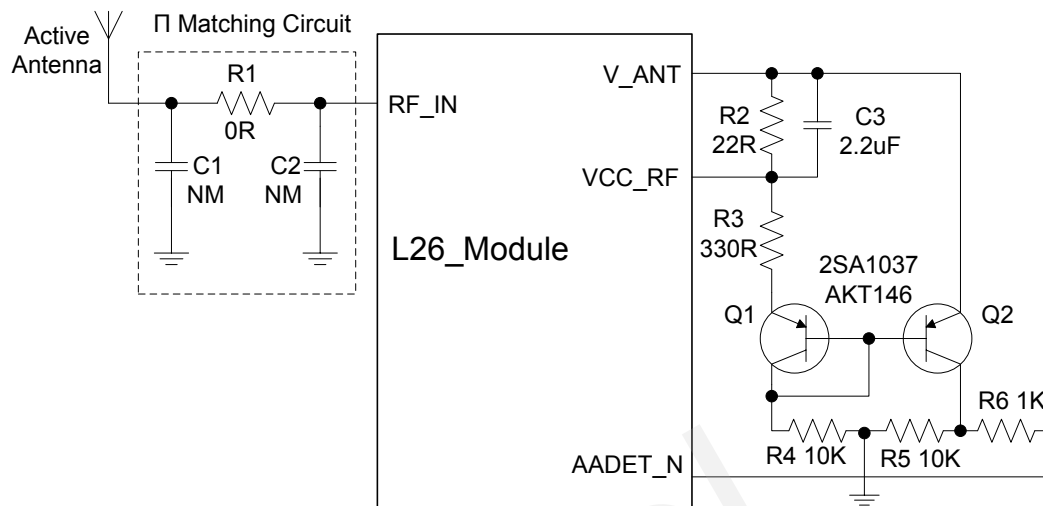 Π Matching Circuit
Active
Antenna
R1
0R
C1
NM
C2
NM
RF_IN
L26_Module
V_ANT
VCC_RF
AADET_N
R2
22R
C3
2.2uF
R3
330R
2SA1037
AKT146
Q1
Q2
R4 10K
R5 10K
R6 1K